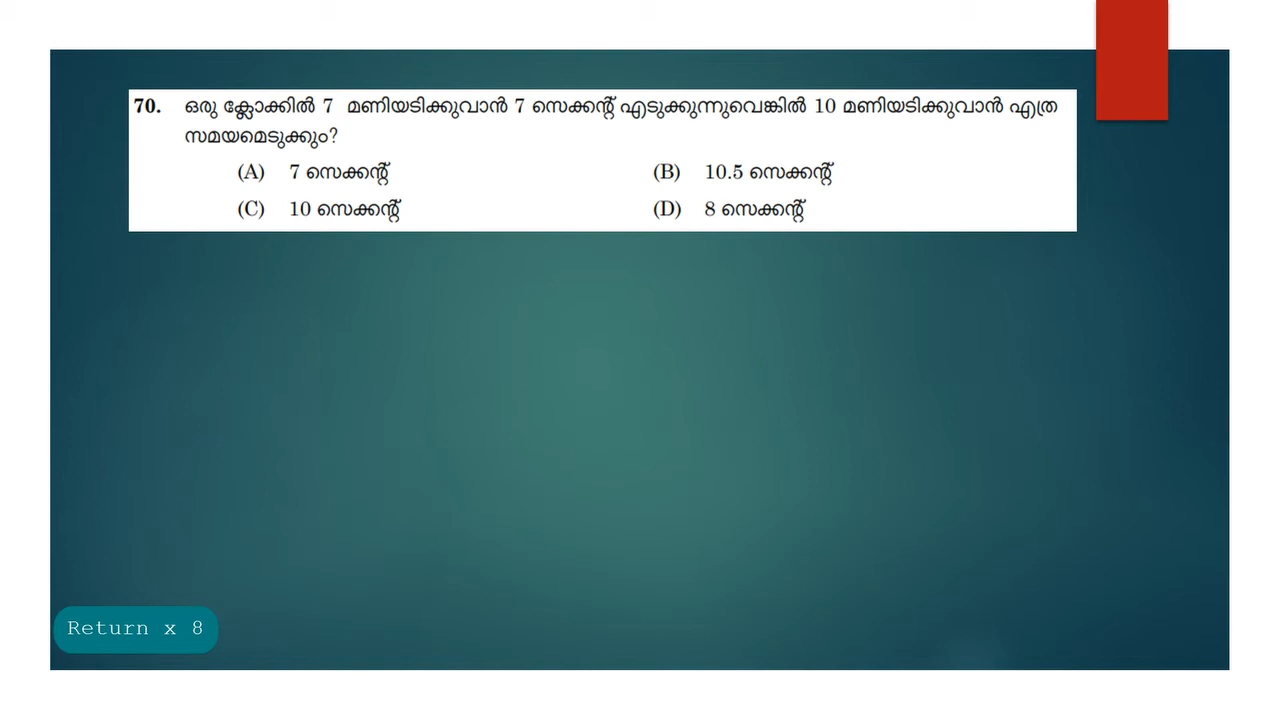 70. ഒരു ക്ലോക്കിൽ 7 മണിയടിക്കുവാൻ 7 സെക്കന്റ് എടുക്കുന്നുവെങ്കിൽ 10 മണിയടിക്കുവാൻ എത്ര
സമയമെടുക്കും?
(A) 7 സെക്കന്റ് (B) 10.5 സെക്കന്റ്
(C) 10 സെക്കന്റ് (D) 8 സെക്കന്റ്
Return x 8